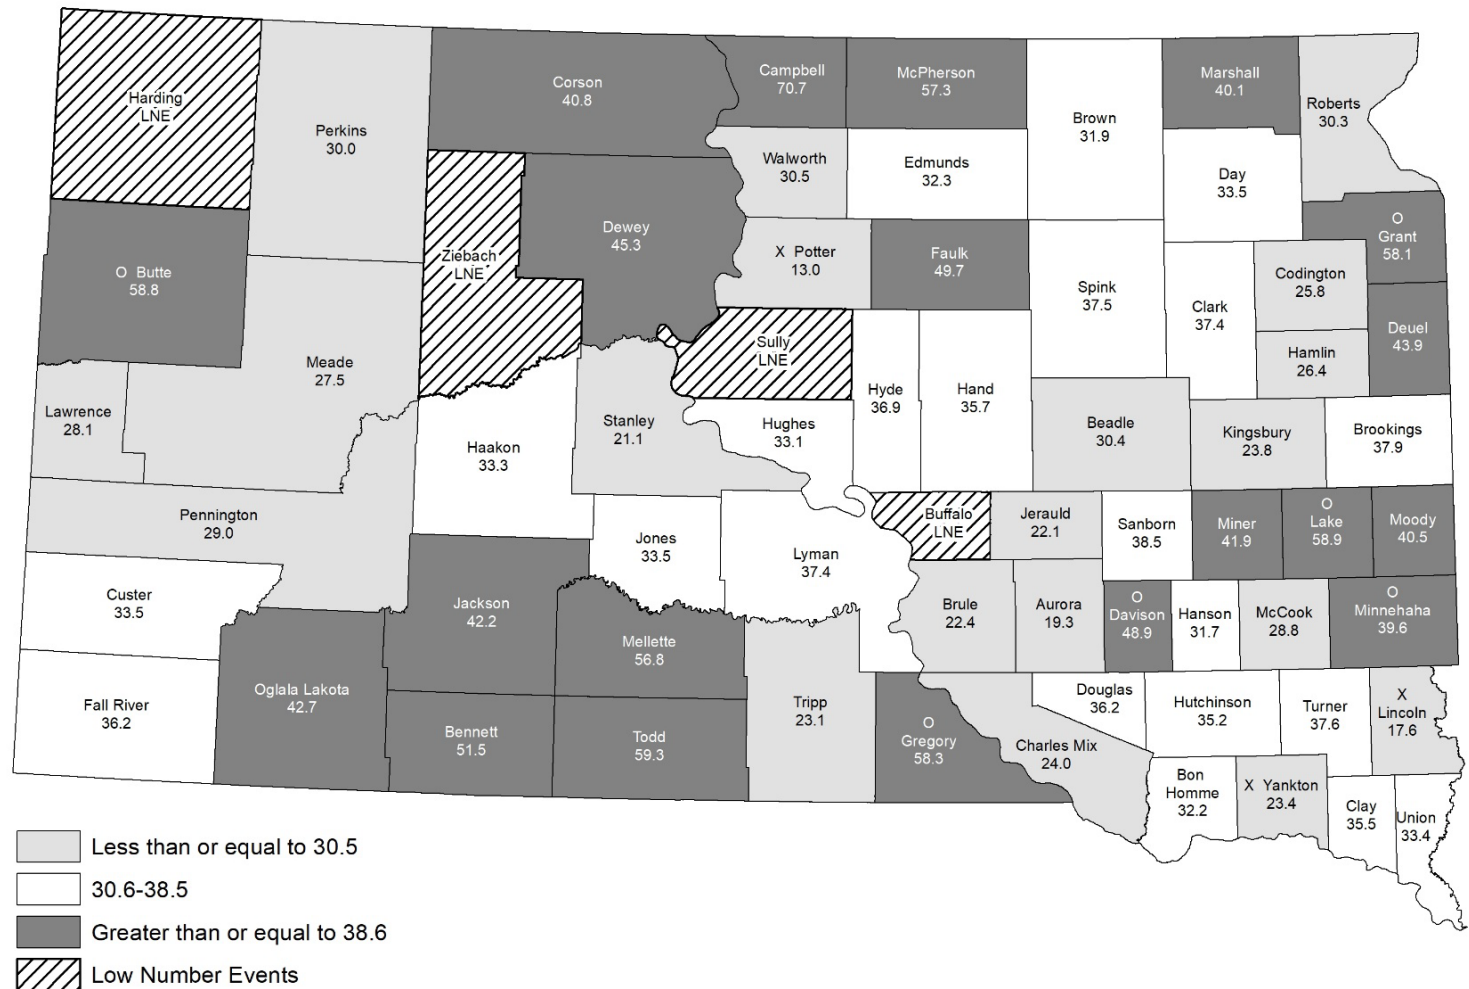 Harding
LNE
Perkins
30.0
Corson
40.8
Campbell
70.7
McPherson
57.3
Brown
31.9
Marshall
40.1
Roberts
30.3
Walworth
30.5
Edmunds
32.3
Day
33.5
O Butte
58.8
Ziebach
LNE
Dewey
45.3
X Potter
13.0
Faulk
49.7
O
Grant
58.1
Spink
37.5
Clark
37.4
Codington
25.8
Deuel
43.9
Meade
27.5
Sully
LNE
Hamlin
26.4
Lawrence
28.1
Haakon
33.3
Stanley
21.1
Hughes
33.1
Hyde
36.9
Hand
35.7
Beadle
30.4
Kingsbury
23.8
Brookings
37.9
Pennington
29.0
Jones
33.5
Lyman
37.4
Buffalo
LNE
Jerauld
22.1
Sanborn
38.5
Miner
41.9
O
Lake
58.9
Moody
40.5
Custer
33.5
Jackson
42.2
Mellette
56.8
Brule
22.4
Aurora
19.3
O
Davison
48.9
Hanson
31.7
McCook
28.8
O
Minnehaha
39.6
Fall River
36.2
Oglala Lakota
42.7
Bennett
51.5
Todd
59.3
Tripp
23.1
O
Gregory
58.3
Charles Mix
24.0
Douglas
36.2
Hutchinson
35.2
Turner
37.6
X
Lincoln
17.6
Bon
Homme
32.2
X Yankton
23.4
Clay
35.5
Union
33.4
Less than or equal to 30.5
30.6-38.5
Greater than or equal to 38.6
Low Number Events